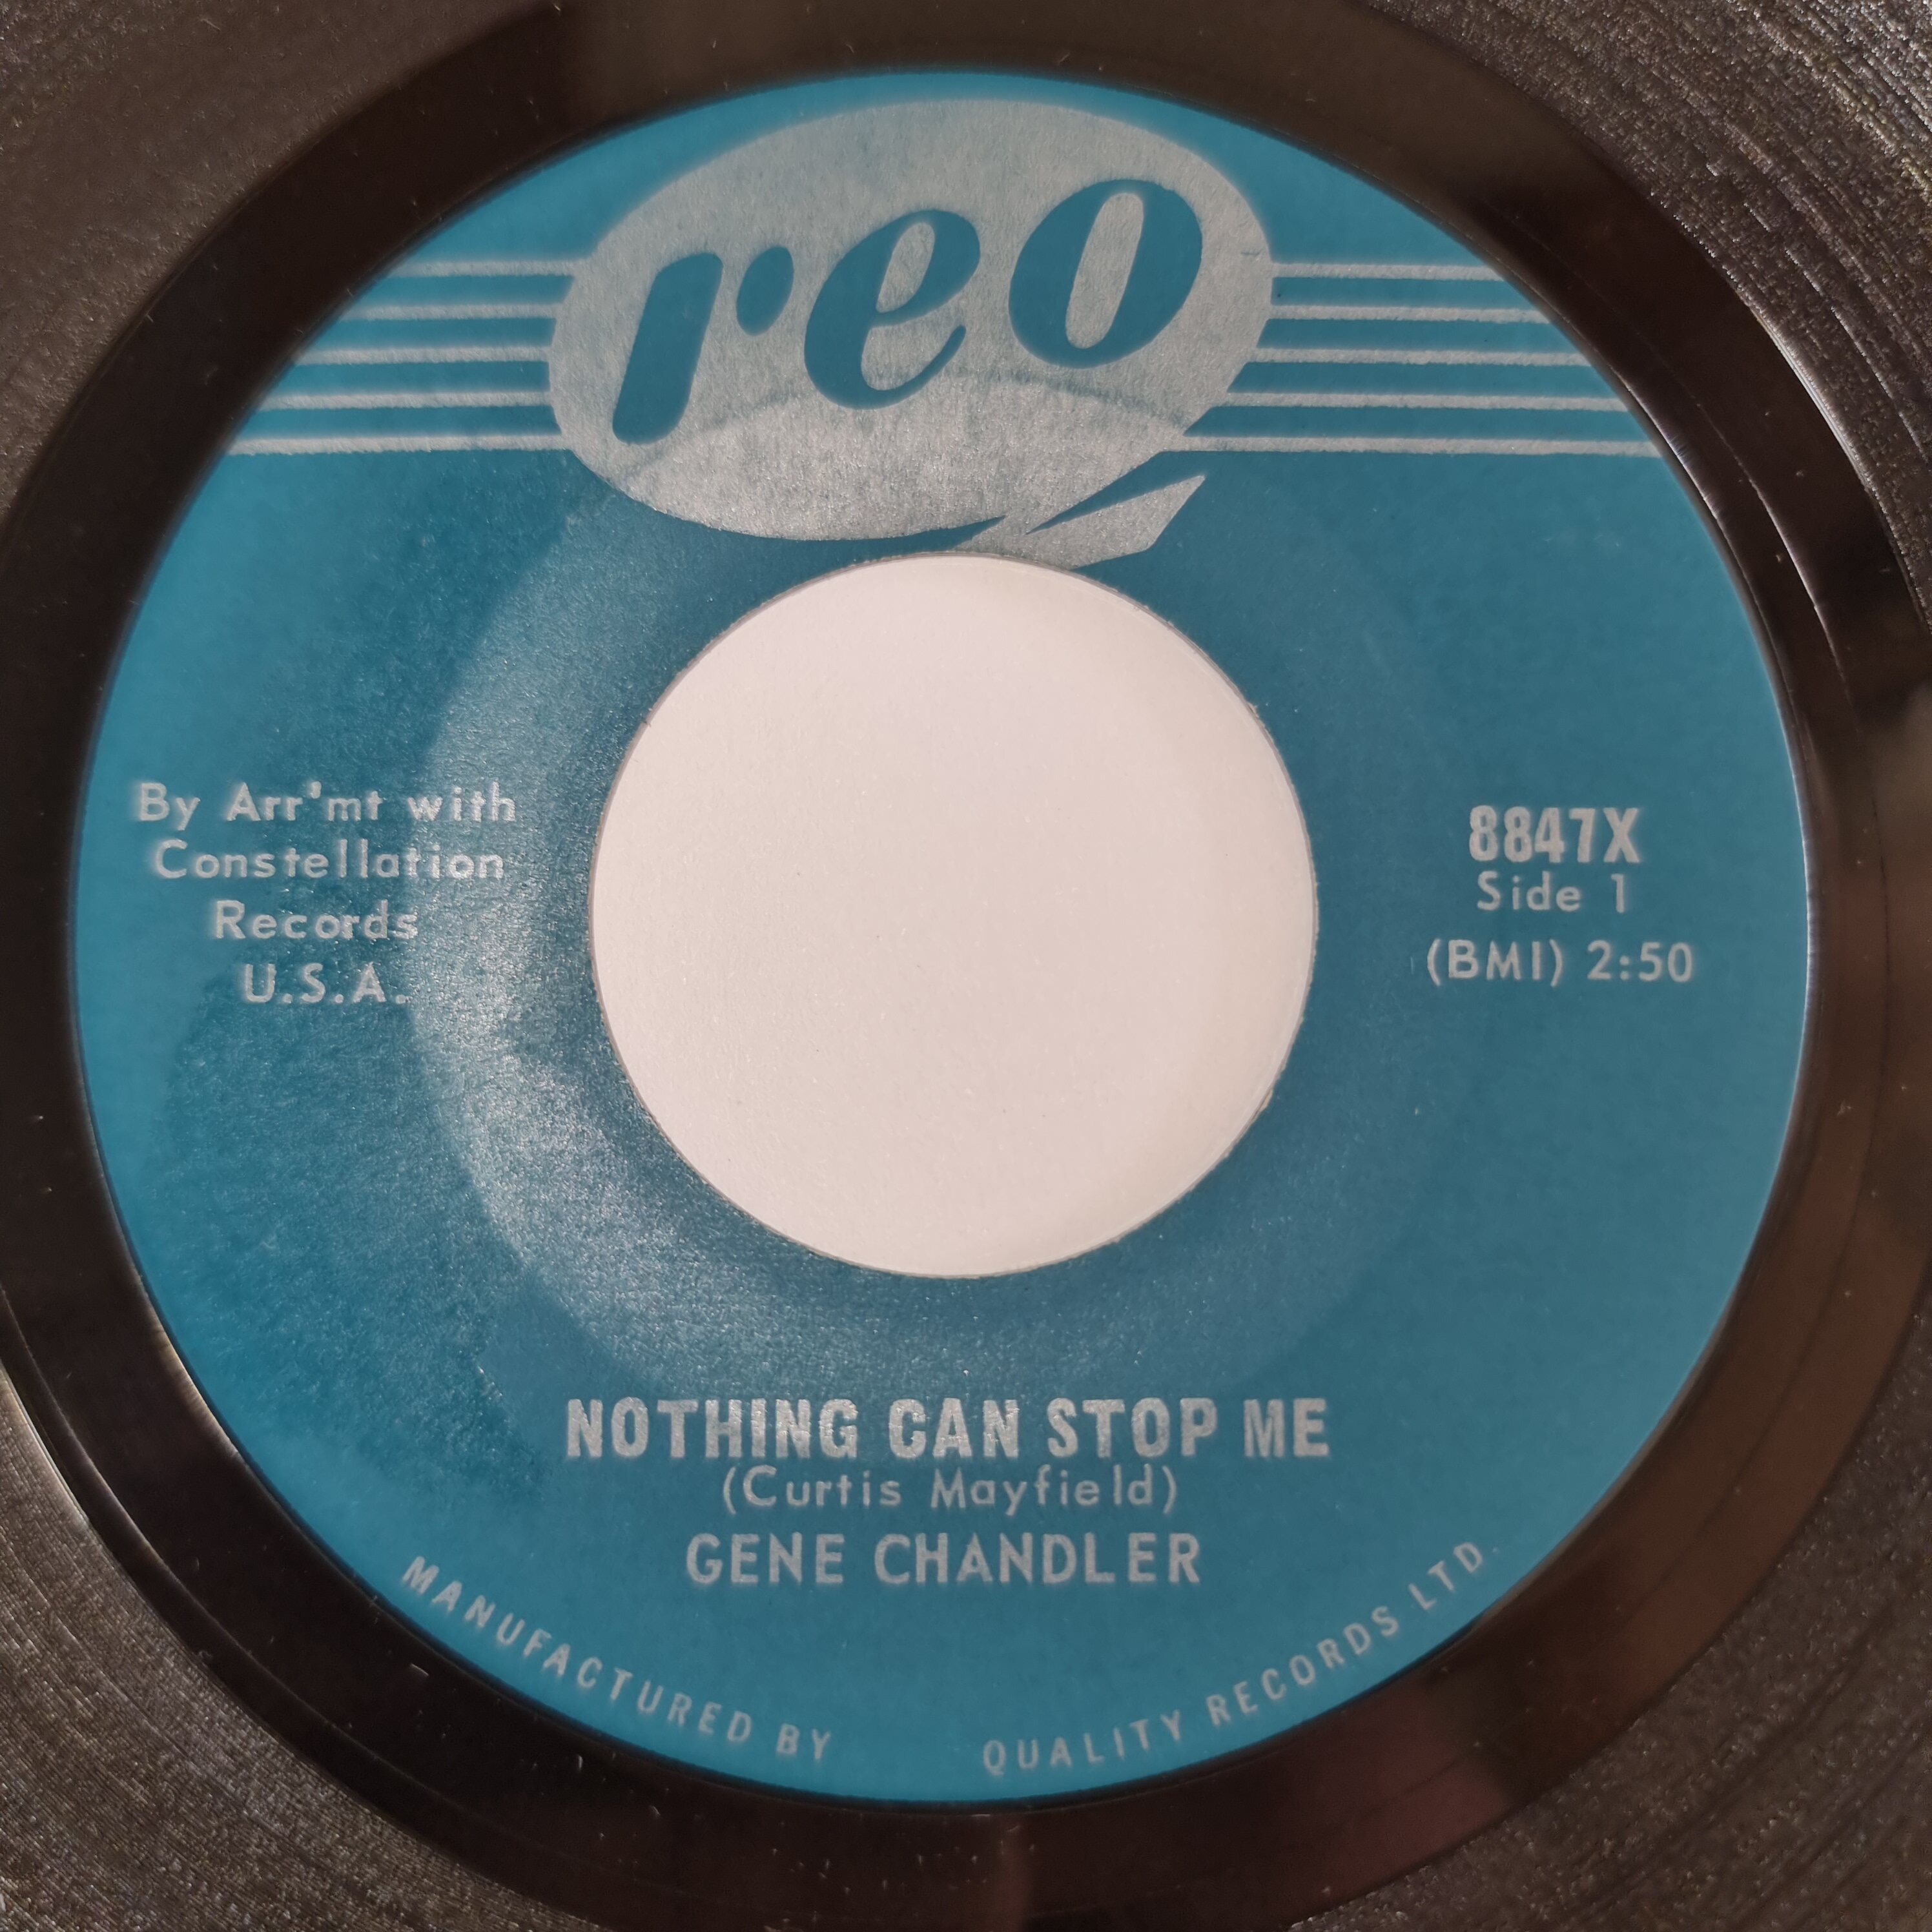 reo
By Arr'mt with
Constellation
Records
U.S.A.
8847X
Side 1
(BMI) 2:50
NOTHING CAN STOP ME
(Curtis Mayfield)
GENE CHANDLER
MANUFACTURED BY QUALITY RECORDS LTD.